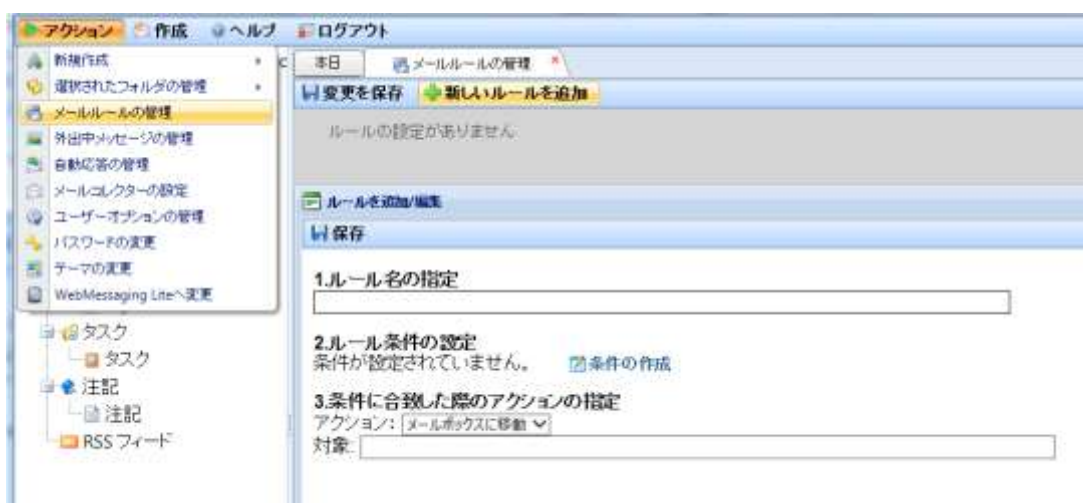 アクション 作成 ヘルプ ログアウト
新規作成
選択されたフォルダの管理
メールルールの管理
外出中メッセージの管理
自動応答の管理
メールコレクターの設定
ユーザーオプションの管理
パスワードの変更
テーマの変更
WebMessaging Liteへ変更
タスク
タスク
注記
注記
RSS フィード
本日 メールルールの管理
変更を保存 新しいルールを追加
ルールの設定がありません
ルールを追加/編集
保存
1.ルール名の指定
2.ルール条件の設定
条件が設定されていません。 条件の作成
3.条件に合致した際のアクションの指定
アクション: メールボックスに移動
対象: